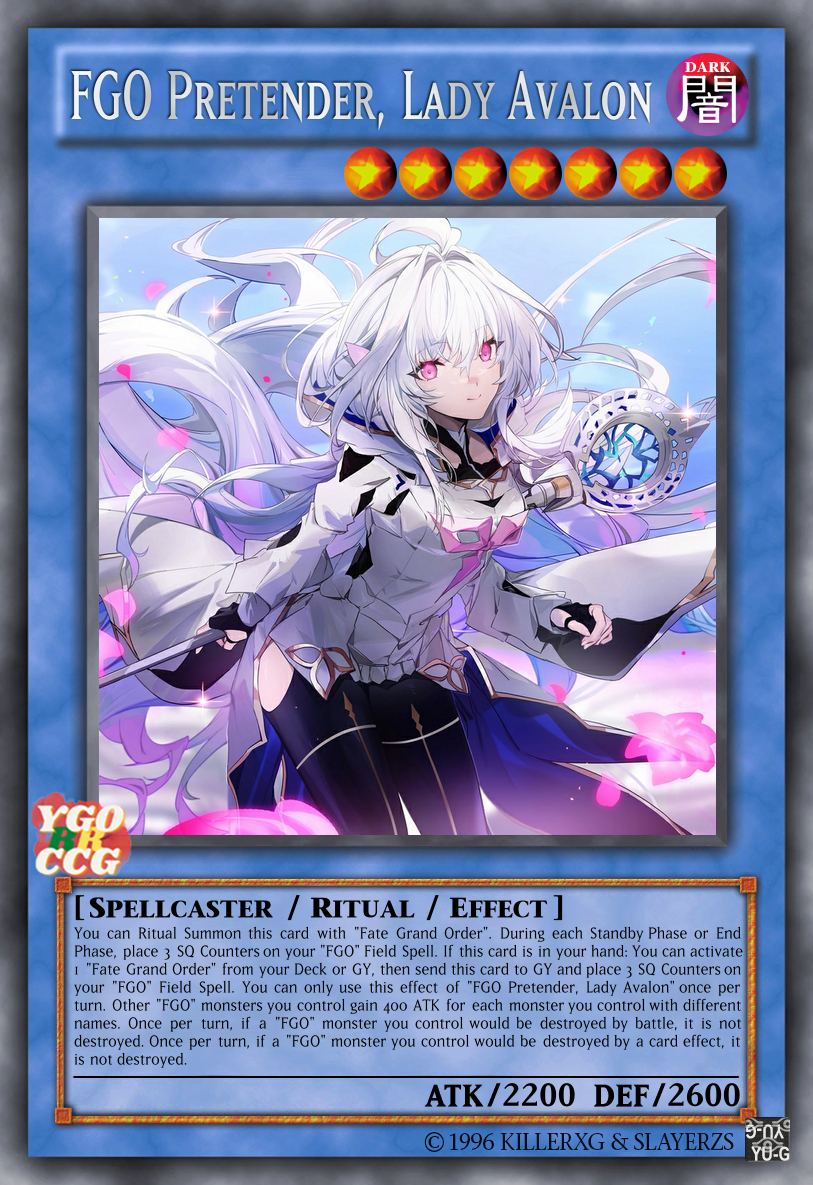 FGO Pretender, Lady Avalon
DARK
闇
YGO
BR
CCG
[ Spellcaster / Ritual / Effect ]
You can Ritual Summon this card with "Fate Grand Order". During each Standby Phase or End
Phase, place 3 SQ Counters on your "FGO" Field Spell. If this card is in your hand: You can activate
1 "Fate Grand Order" from your Deck or GY, then send this card to GY and place 3 SQ Counters on
your "FGO" Field Spell. You can only use this effect of "FGO Pretender, Lady Avalon" once per
turn. Other "FGO" monsters you control gain 400 ATK for each monster you control with different
names. Once per turn, if a "FGO" monster you control would be destroyed by battle, it is not
destroyed. Once per turn, if a "FGO" monster you control would be destroyed by a card effect, it
is not destroyed.
ATK/2200 DEF/2600
© 1996 KILLERXG & SLAYERZS
YU-G